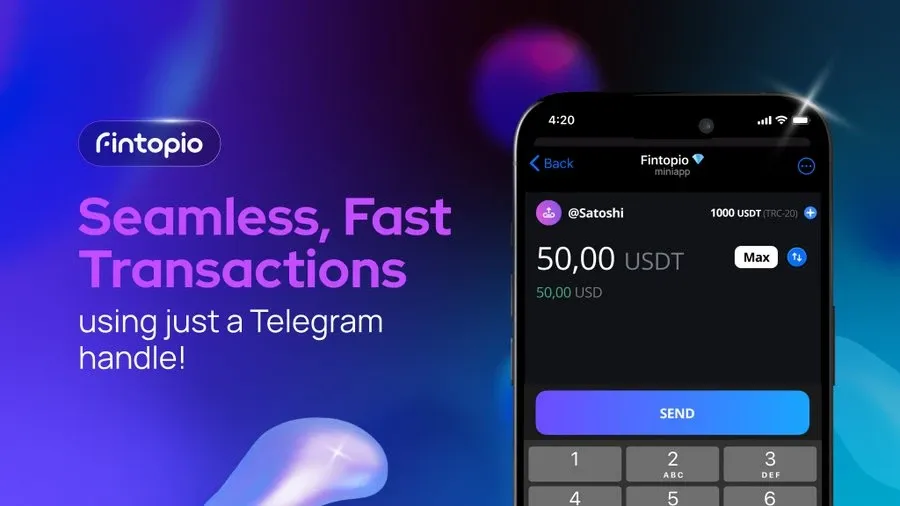 Fintopio
Seamless, Fast
Transactions
using just a Telegram
handle!
4:20
Back
Fintopio
miniapp
@Satoshi
1000 USDT (TRC-20)
50,00 USDT
Max
50,00 USD
SEND
1
2
ABC
3
DEF
4
5
6